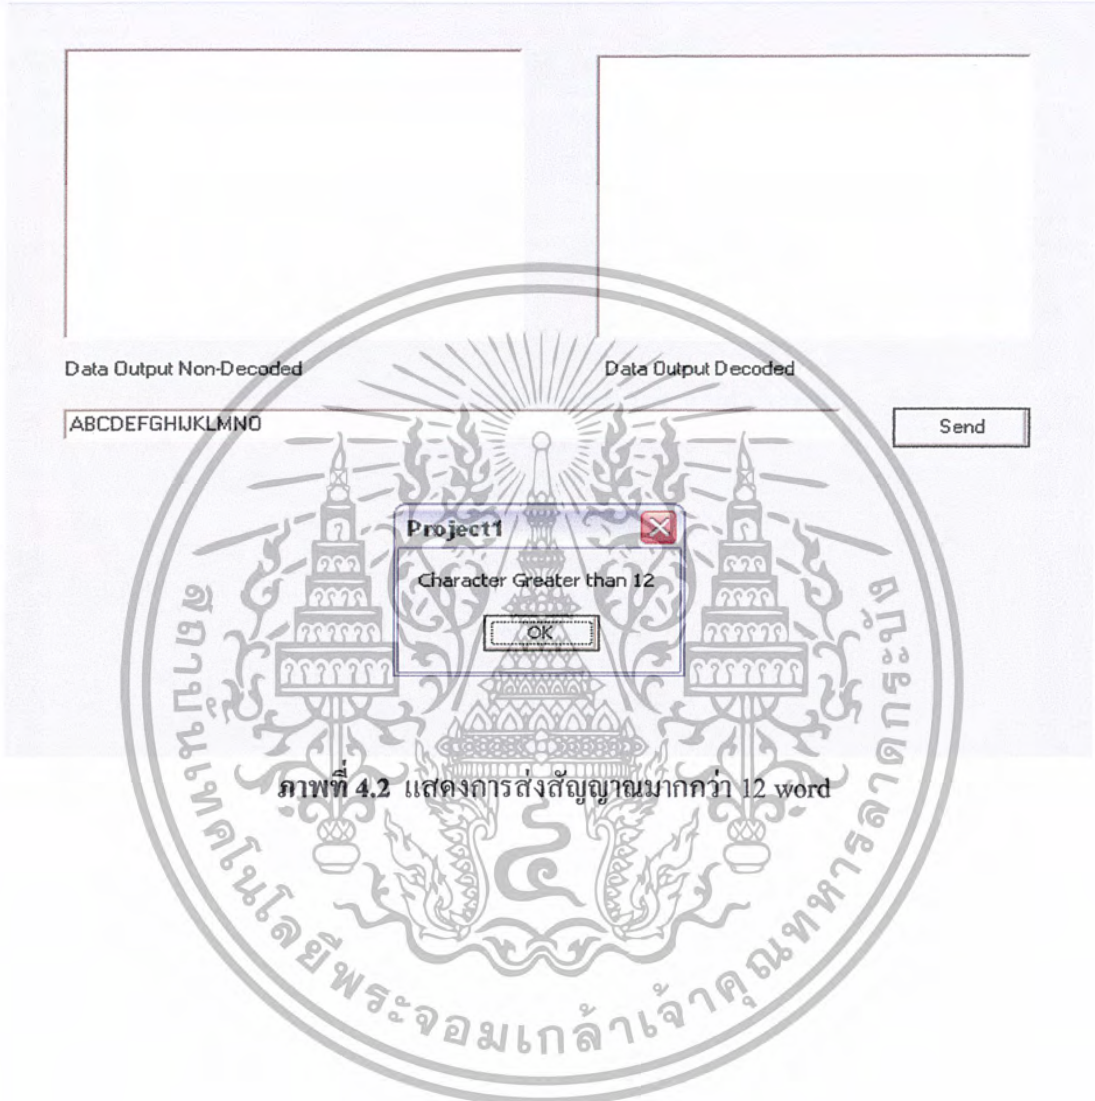 Data Output Non-Decoded
Data Output Decoded
ABCDEFGHIJKLMNO
Send
Project1
Character Greater than 12
OK
ภาพที่ 4.2 แสดงการส่งสัญญาณมากกว่า 12 word
สถาบันเทคโนโลยีพระจอมเกล้าเจ้าคุณทหารลาดกระบัง